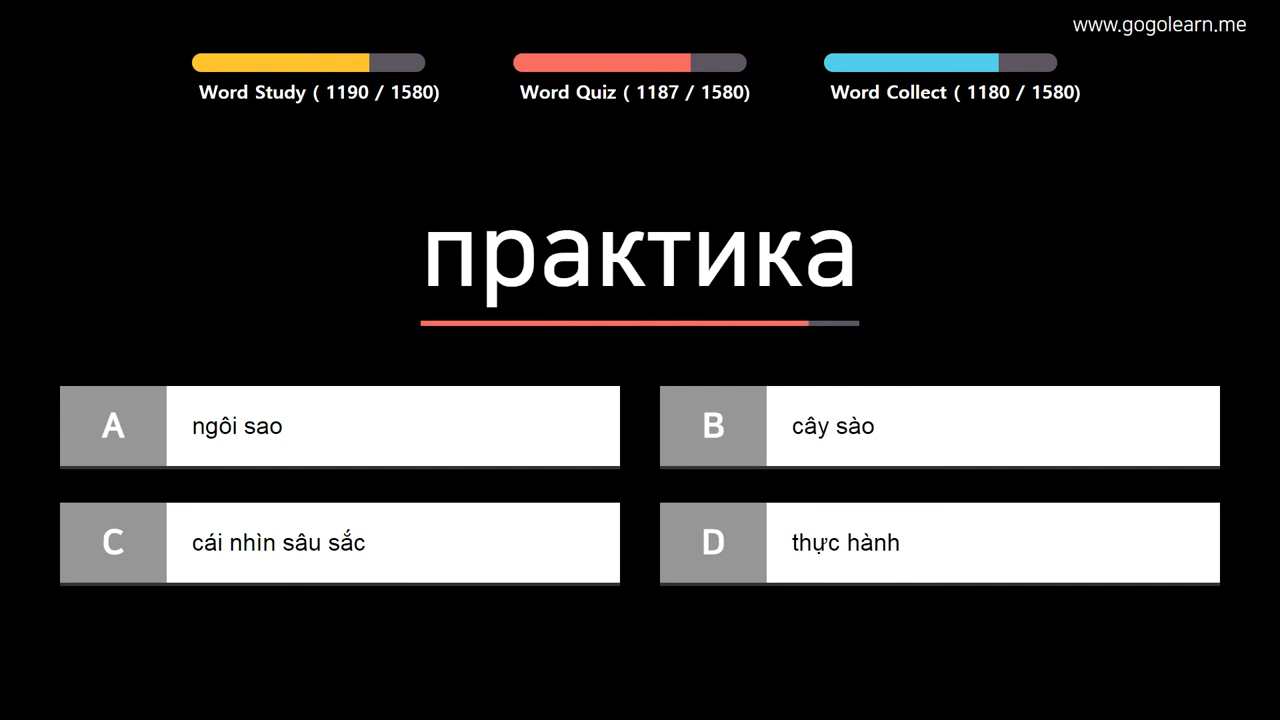 www.gogolearn.me
Word Study ( 1190 / 1580)
Word Quiz ( 1187 / 1580)
Word Collect ( 1180 / 1580)
практика
A
ngôi sao
B
cây sào
C
cái nhìn sâu sắc
D
thực hành